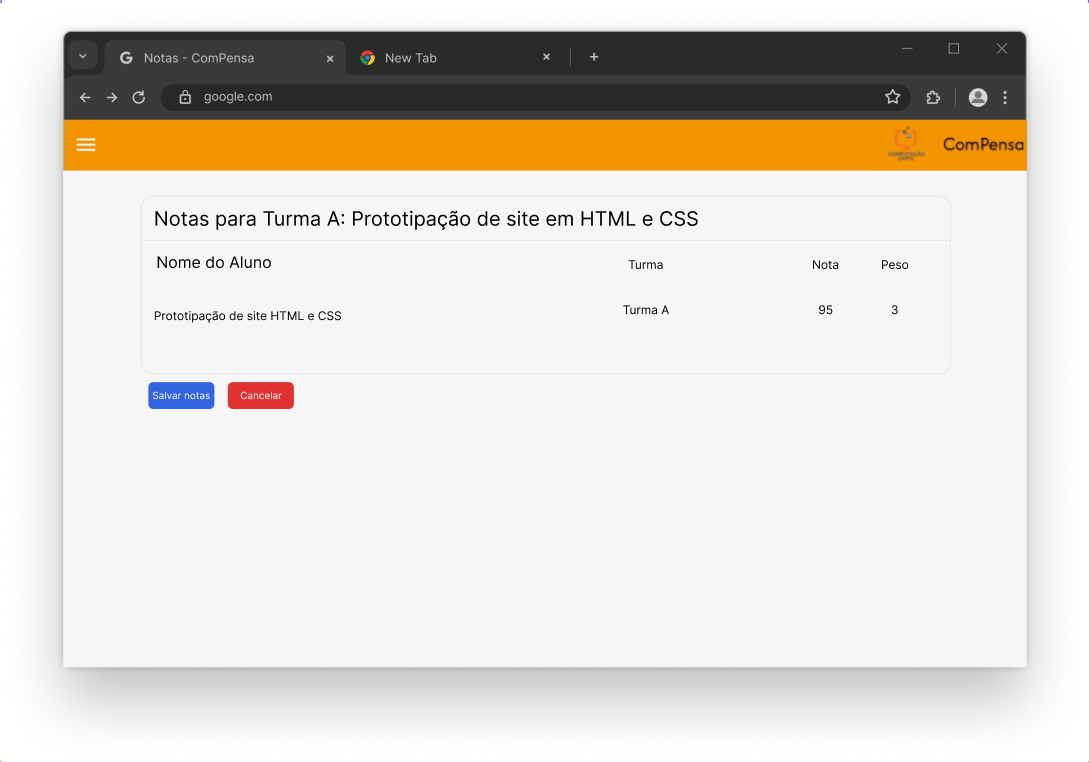 Notas - ComPensa
New Tab
google.com
ComPensa
Notas para Turma A: Prototipação de site em HTML e CSS
Nome do Aluno Turma Nota Peso
Prototipação de site HTML e CSS Turma A 95 3
Salvar notas Cancelar